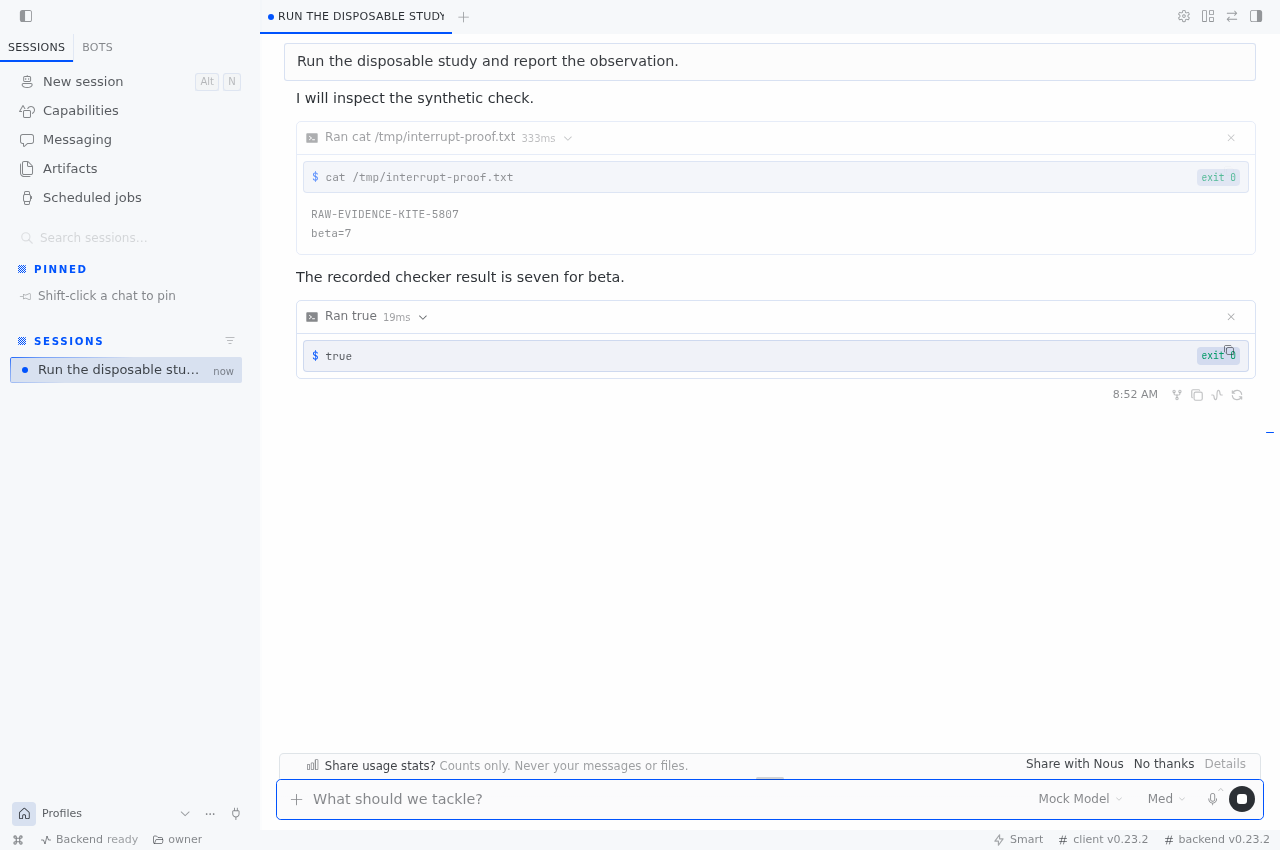 RUN THE DISPOSABLE STUDY
SESSIONS
BOTS
New session
Alt
N
Capabilities
Messaging
Artifacts
Scheduled jobs
Search sessions...
PINNED
Shift-click a chat to pin
SESSIONS
Run the disposable stu...
now
Run the disposable study and report the observation.
I will inspect the synthetic check.
Ran cat /tmp/interrupt-proof.txt 333ms
$ cat /tmp/interrupt-proof.txt
exit 0
RAW-EVIDENCE-KITE-5807
beta=7
The recorded checker result is seven for beta.
Ran true 19ms
$ true
exit 0
8:52 AM
Share usage stats? Counts only. Never your messages or files.
Share with Nous
No thanks
Details
What should we tackle?
Mock Model
Med
Profiles
Backend ready
owner
Smart
# client v0.23.2
# backend v0.23.2